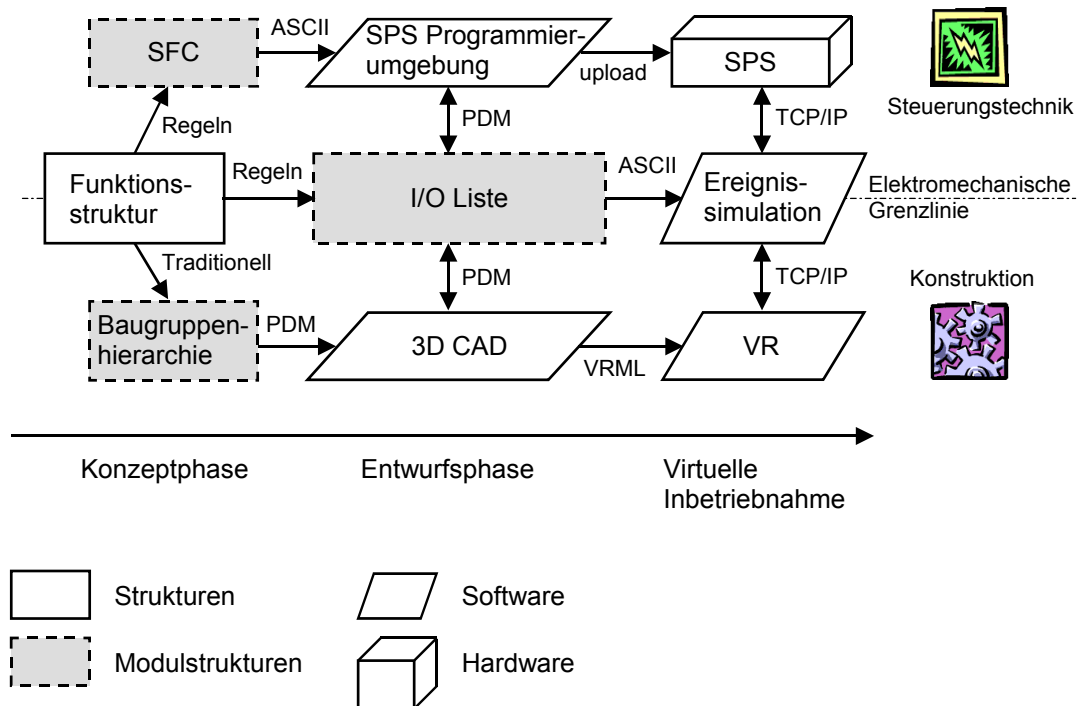 SFC
ASCII
SPS Programmier-
umgebung
upload
SPS
Steuerungstechnik
Regeln
PDM
TCP/IP
Funktions-
struktur
Regeln
I/O Liste
ASCII
Ereignis-
simulation
Elektromechanische
Grenzlinie
Traditionell
PDM
TCP/IP
Konstruktion
Baugruppen-
hierarchie
PDM
3D CAD
VRML
VR
Konzeptphase
Entwurfsphase
Virtuelle
Inbetriebnahme
Strukturen
Software
Modulstrukturen
Hardware